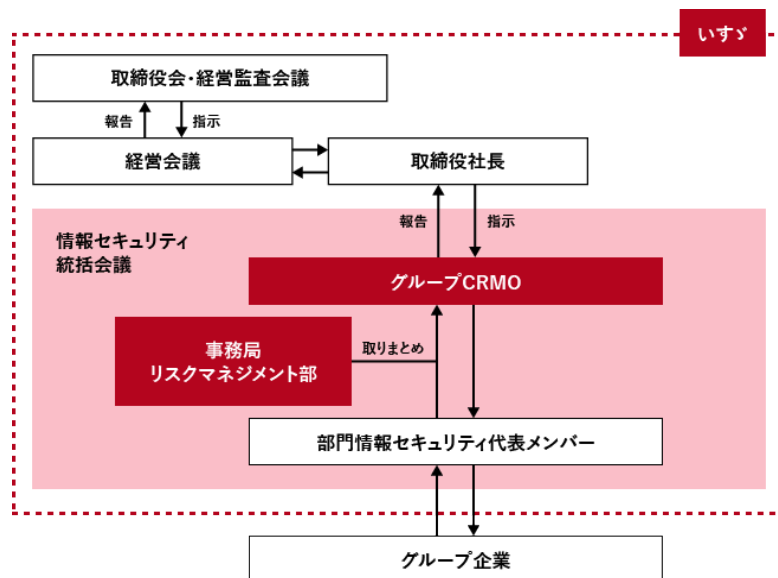 いすゞ
取締役会・経営監査会議
報告
指示
経営会議
取締役社長
報告
指示
情報セキュリティ
統括会議
グループCRMO
事務局
リスクマネジメント部
取りまとめ
部門情報セキュリティ代表メンバー
グループ企業